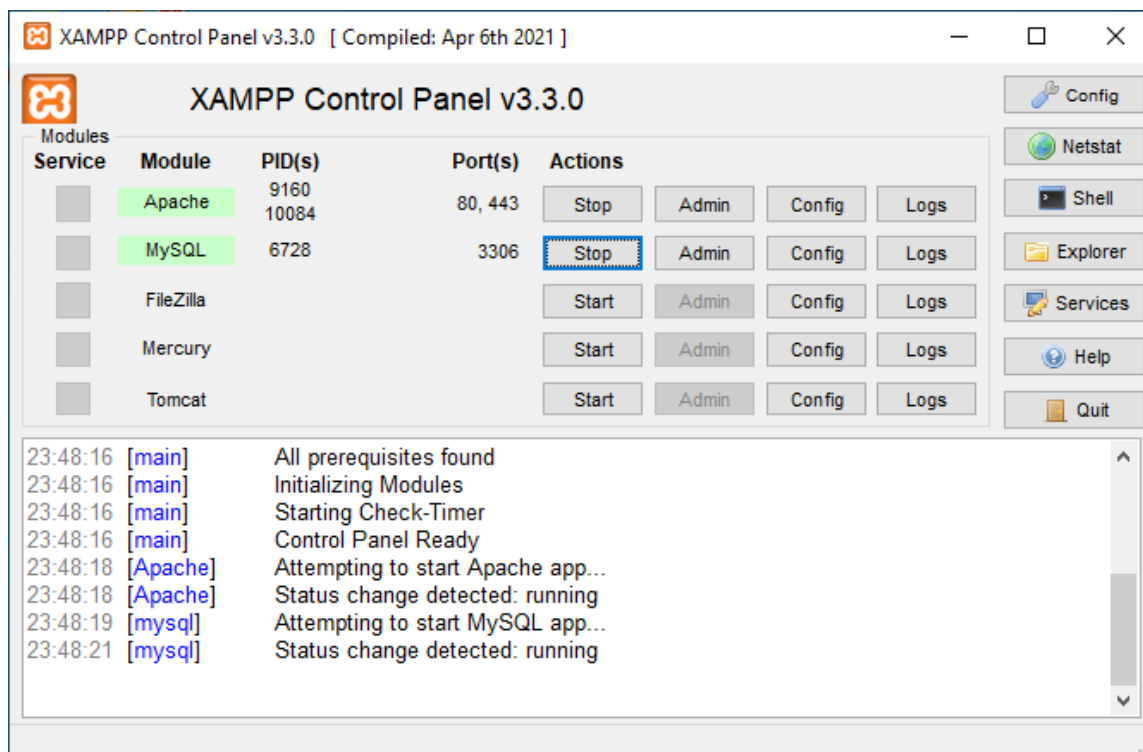 XAMPP Control Panel v3.3.0 [ Compiled: Apr 6th 2021 ]
XAMPP Control Panel v3.3.0
Config
Modules
Service Module PID(s) Port(s) Actions
Netstat
Apache 9160 10084 80, 443 Stop Admin Config Logs
Shell
MySQL 6728 3306 Stop Admin Config Logs
Explorer
FileZilla Start Admin Config Logs
Services
Mercury Start Admin Config Logs
Help
Tomcat Start Admin Config Logs
Quit
23:48:16 [main] All prerequisites found
23:48:16 [main] Initializing Modules
23:48:16 [main] Starting Check-Timer
23:48:16 [main] Control Panel Ready
23:48:18 [Apache] Attempting to start Apache app...
23:48:18 [Apache] Status change detected: running
23:48:19 [mysql] Attempting to start MySQL app...
23:48:21 [mysql] Status change detected: running